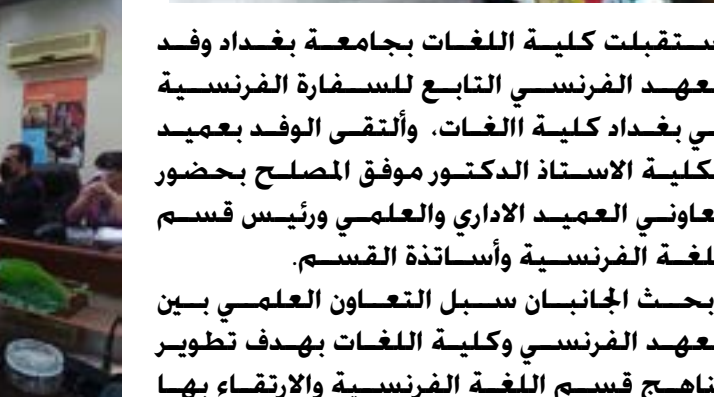 ستقبلت كلية اللغات بجامعة بغداد وفد
عهد الفرنسي التابع للسفارة الفرنسية
ي بغداد كلية االغات، وألتقى الوفد بعميد
كلية الاستاذ الدكتور موفق المصلح بحضور
عاوني العميد الاداري والعلمي ورئيس قسم
لغة الفرنسية وأساتذة القسم.
بحث الجانبان سبل التعاون العلمي بين
عهد الفرنسي وكلية اللغات بهدف تطوير
ناهج قسم اللغة الفرنسية والارتقاء بها